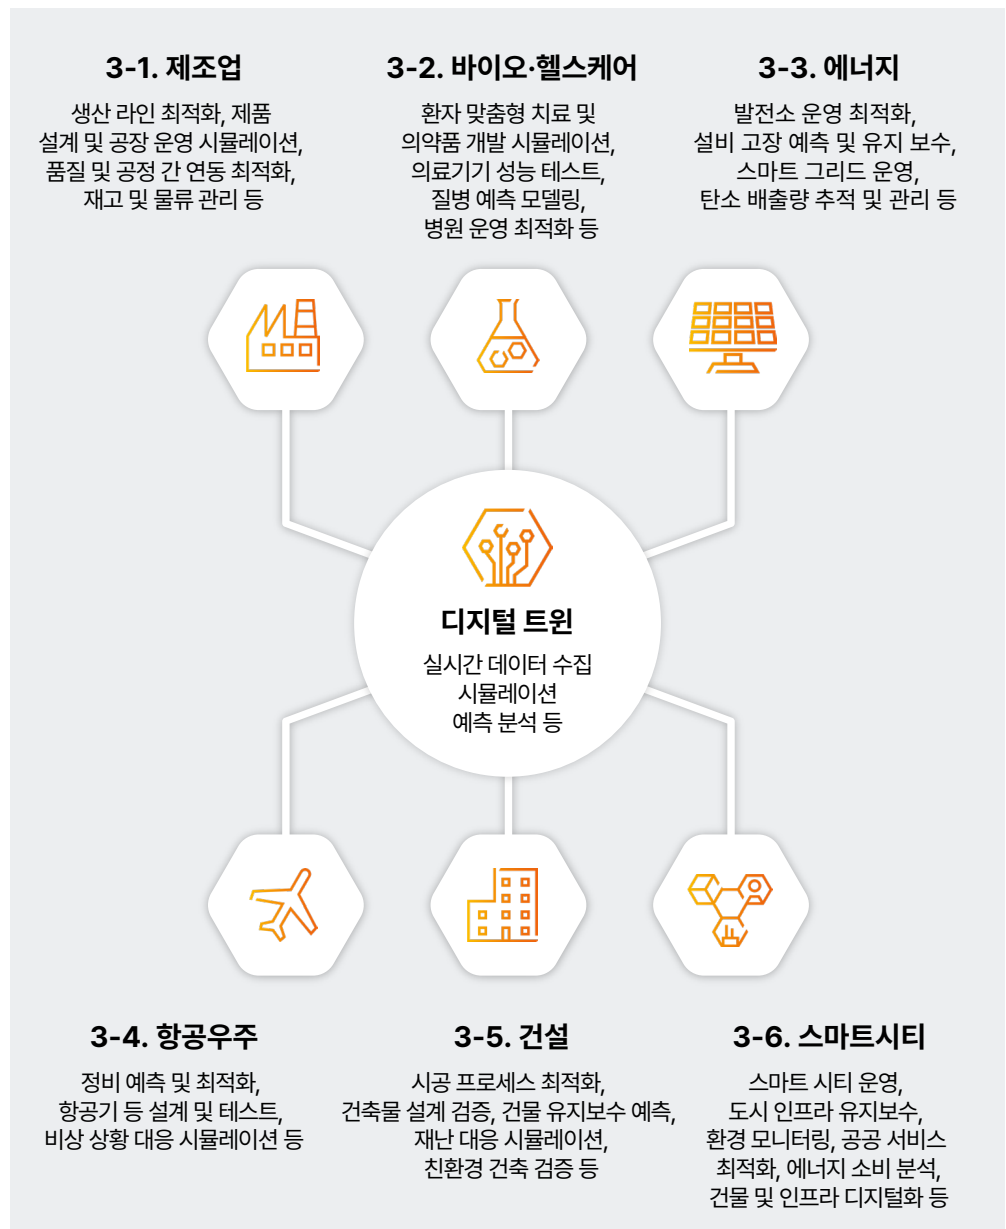 3-1. 제조업
생산 라인 최적화, 제품
설계 및 공장 운영 시뮬레이션,
품질 및 공정 간 연동 최적화,
재고 및 물류 관리 등
3-2. 바이오·헬스케어
환자 맞춤형 치료 및
의약품 개발 시뮬레이션,
의료기기 성능 테스트,
질병 예측 모델링,
병원 운영 최적화 등
3-3. 에너지
발전소 운영 최적화,
설비 고장 예측 및 유지 보수,
스마트 그리드 운영,
탄소 배출량 추적 및 관리 등
디지털 트윈
실시간 데이터 수집
시뮬레이션
예측 분석 등
3-4. 항공우주
정비 예측 및 최적화,
항공기 등 설계 및 테스트,
비상 상황 대응 시뮬레이션 등
3-5. 건설
시공 프로세스 최적화,
건축물 설계 검증, 건물 유지보수 예측,
재난 대응 시뮬레이션,
친환경 건축 검증 등
3-6. 스마트시티
스마트 시티 운영,
도시 인프라 유지보수,
환경 모니터링, 공공 서비스
최적화, 에너지 소비 분석,
건물 및 인프라 디지털화 등